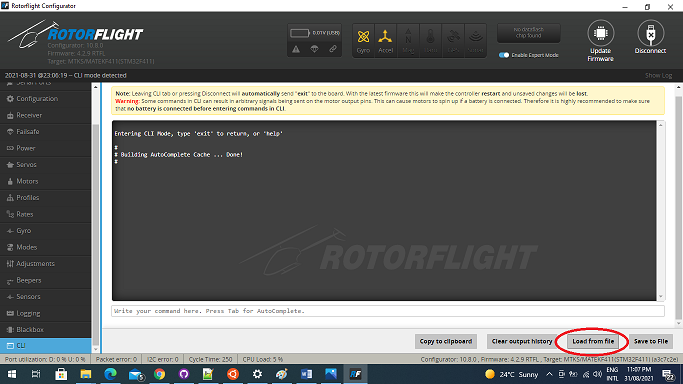 Rotorflight Configurator
ROTORFLIGHT
Configurator: 10.8.0
Firmware: 4.2.9 RTFL
Target: MTKS/MATEKF411(STM32F411)
0.01V (USB)
Gyro
Accel
No dataflash
chip found
Enable Expert Mode
Update
Firmware
Disconnect
2021-08-31 @23:06:19 -- CLI mode detected
Show Log
Configuration
Receiver
Failsafe
Power
Servos
Motors
Profiles
Rates
Gyro
Modes
Adjustments
Beepers
Sensors
Logging
Blackbox
CLI
Note: Leaving CLI tab or pressing Disconnect will automatically send "exit" to the board. With the latest firmware this will make the controller restart and unsaved changes will be lost.
Warning: Some commands in CLI can result in arbitrary signals being sent on the motor output pins. This can cause motors to spin up if a battery is connected. Therefore it is highly recommended to make sure
that no battery is connected before entering commands in CLI.
Entering CLI Mode, type 'exit' to return, or 'help'
#
# Building AutoComplete Cache ... Done!
#
ROTORFLIGHT
Write your command here. Press Tab for AutoComplete.
Copy to clipboard
Clear output history
Load from file
Save to File
Port utilization: D: 0 % U: 0 %
Packet error: 0
I2C error: 0
Cycle Time: 250
CPU Load: 5 %
Configurator: 10.8.0 , Firmware: 4.2.9 RTFL , Target: MTKS/MATEKF411(STM32F411) (a3c7c2e)
24°C Sunny
ENG
INTL
11:07 PM
31/08/2021